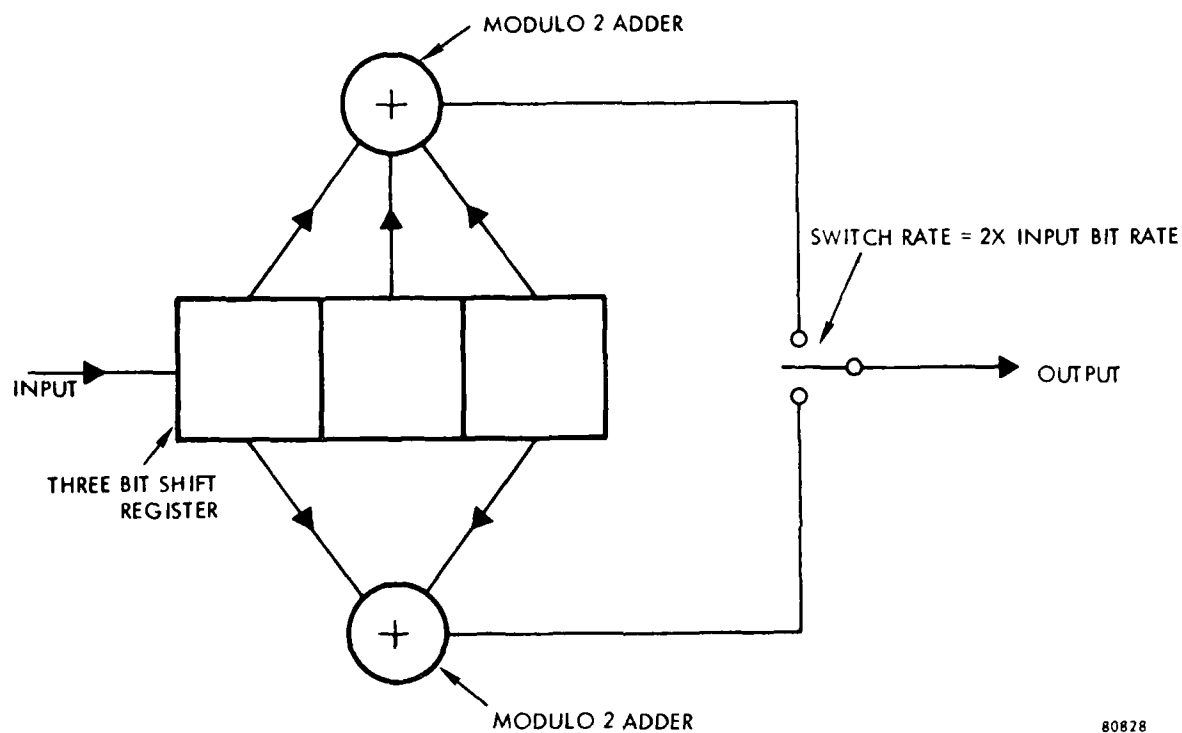 MODULO 2 ADDER
+
SWITCH RATE = 2X INPUT BIT RATE
INPUT
OUTPUT
THREE BIT SHIFT
REGISTER
+
MODULO 2 ADDER
80828